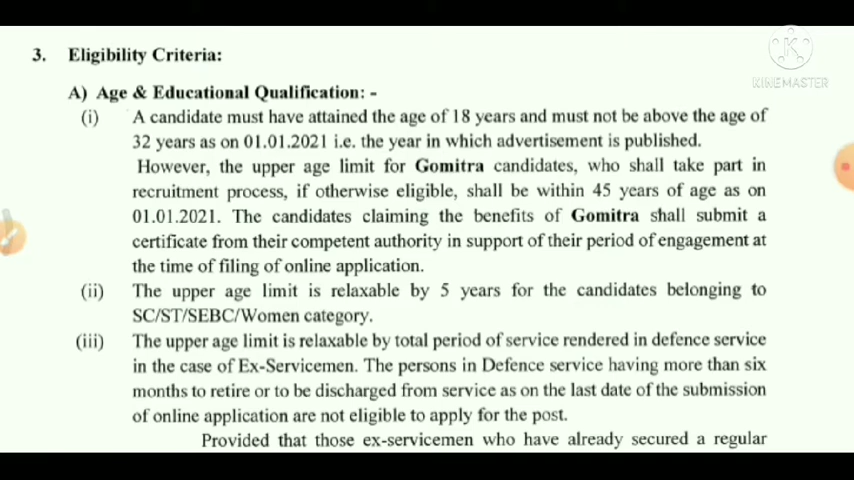 K
KINEMASTER
3. Eligibility Criteria:
A) Age & Educational Qualification: -
(i) A candidate must have attained the age of 18 years and must not be above the age of
32 years as on 01.01.2021 i.e. the year in which advertisement is published.
However, the upper age limit for Gomitra candidates, who shall take part in
recruitment process, if otherwise eligible, shall be within 45 years of age as on
01.01.2021. The candidates claiming the benefits of Gomitra shall submit a
certificate from their competent authority in support of their period of engagement at
the time of filing of online application.
(ii) The upper age limit is relaxable by 5 years for the candidates belonging to
SC/ST/SEBC/Women category.
(iii) The upper age limit is relaxable by total period of service rendered in defence service
in the case of Ex-Servicemen. The persons in Defence service having more than six
months to retire or to be discharged from service as on the last date of the submission
of online application are not eligible to apply for the post.
Provided that those ex-servicemen who have already secured a regular